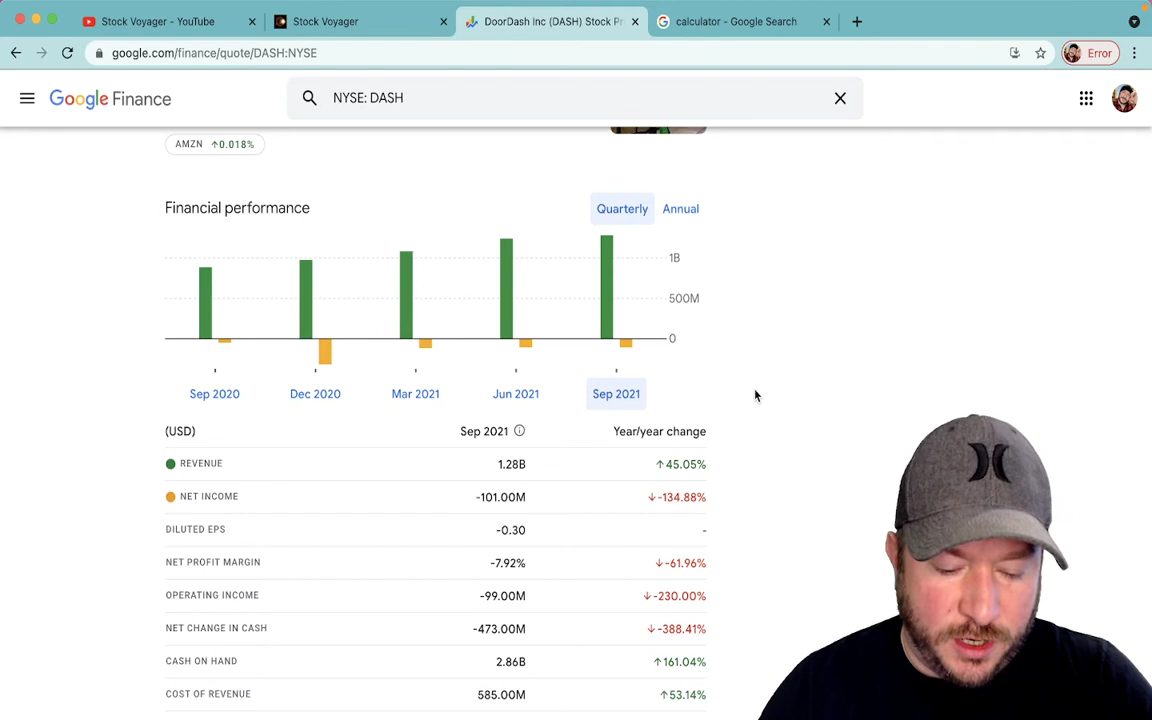 Stock Voyager - YouTube
Stock Voyager
DoorDash Inc (DASH) Stock Pr
calculator - Google Search
google.com/finance/quote/DASH:NYSE
Error
Google Finance
NYSE: DASH
AMZN ↑0.018%
Financial performance
Quarterly Annual
1B
500M
0
Sep 2020 Dec 2020 Mar 2021 Jun 2021 Sep 2021
(USD) Sep 2021 Year/year change
REVENUE 1.28B ↑45.05%
NET INCOME -101.00M ↓-134.88%
DILUTED EPS -0.30 -
NET PROFIT MARGIN -7.92% ↓-61.96%
OPERATING INCOME -99.00M ↓-230.00%
NET CHANGE IN CASH -473.00M ↓-388.41%
CASH ON HAND 2.86B ↑161.04%
COST OF REVENUE 585.00M ↑53.14%